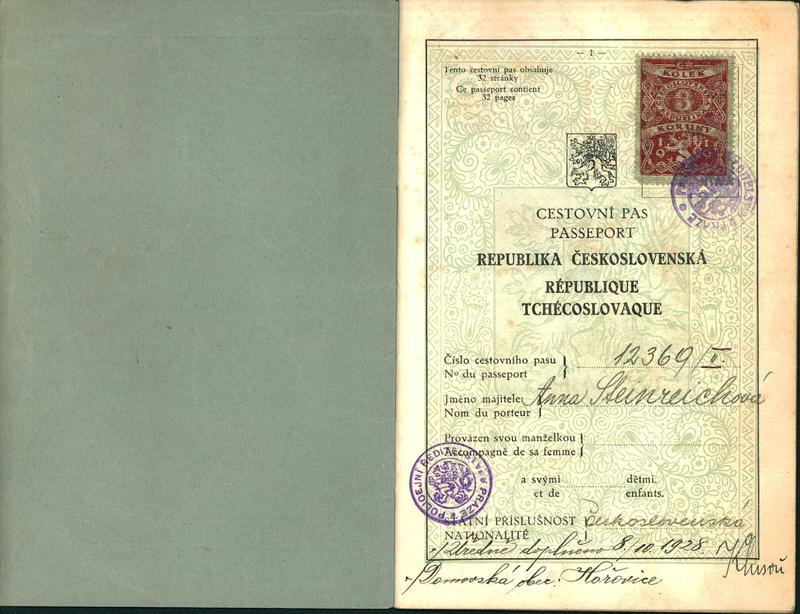 — 1 —
Tento cestovní pas obsahuje
32 stránky
Ce passeport contient
32 pages
KOLEK
3
KORUNY
CESTOVNÍ PAS
PASSEPORT
REPUBLIKA ČESKOSLOVENSKÁ
RÉPUBLIQUE
TCHÉCOSLOVAQUE
Číslo cestovního pasu
Nº du passeport
12369/I.
Jméno majitele
Nom du porteur
Anna Steinreichová
Provázen svou manželkou
Accompagné de sa femme
a svými dětmi.
et de enfants.
POLICEJNÍ ŘEDITELSTVÍ V PRAZE
STÁTNÍ PŘÍSLUŠNOST
NATIONALITÉ
československá
Úředně doplněno 8./10. 1928.
Domovská obec: Hořovice